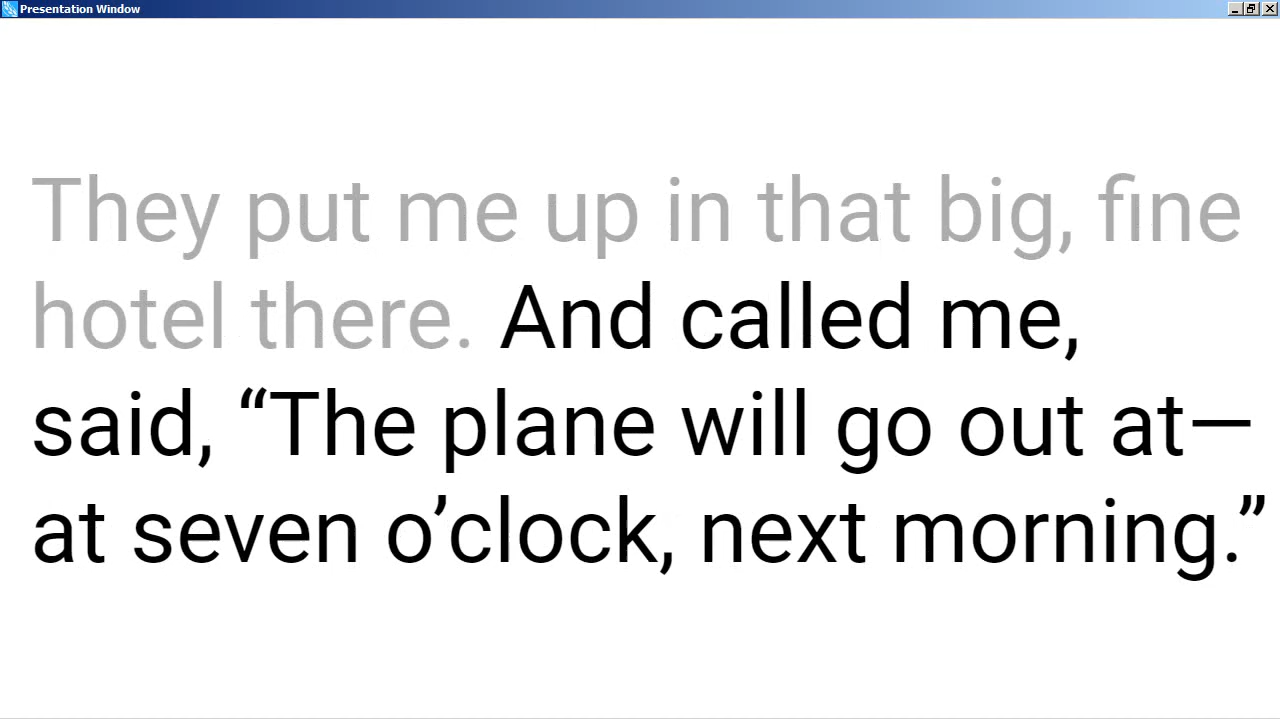 Presentation Window
They put me up in that big, fine
hotel there. And called me,
said, “The plane will go out at—
at seven o’clock, next morning.”